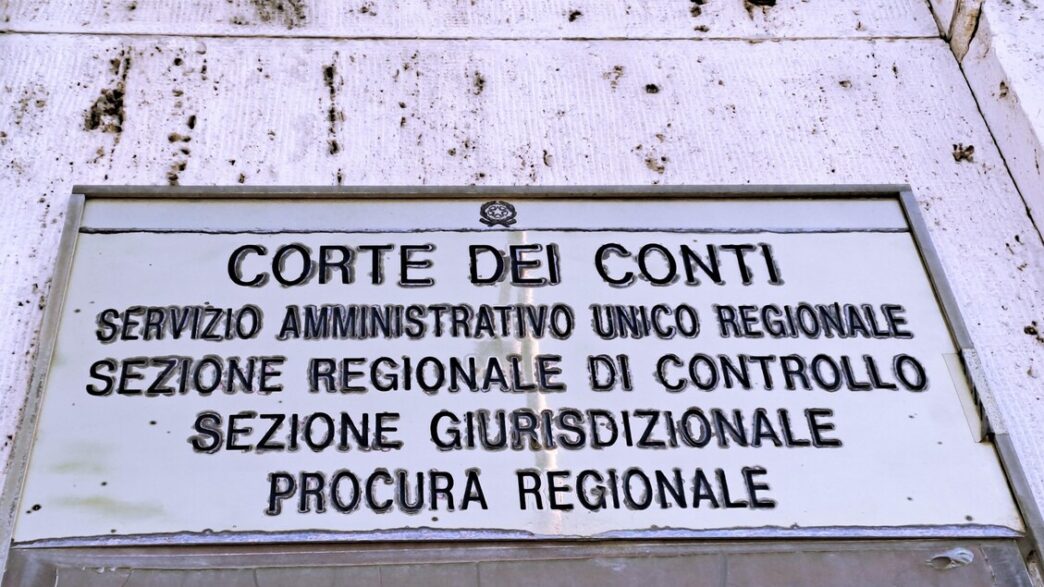 CORTE DEI CONTI
SERVIZIO AMMINISTRATIVO UNICO REGIONALE
SEZIONE REGIONALE DI CONTROLLO
SEZIONE GIURISDIZIONALE
PROCURA REGIONALE